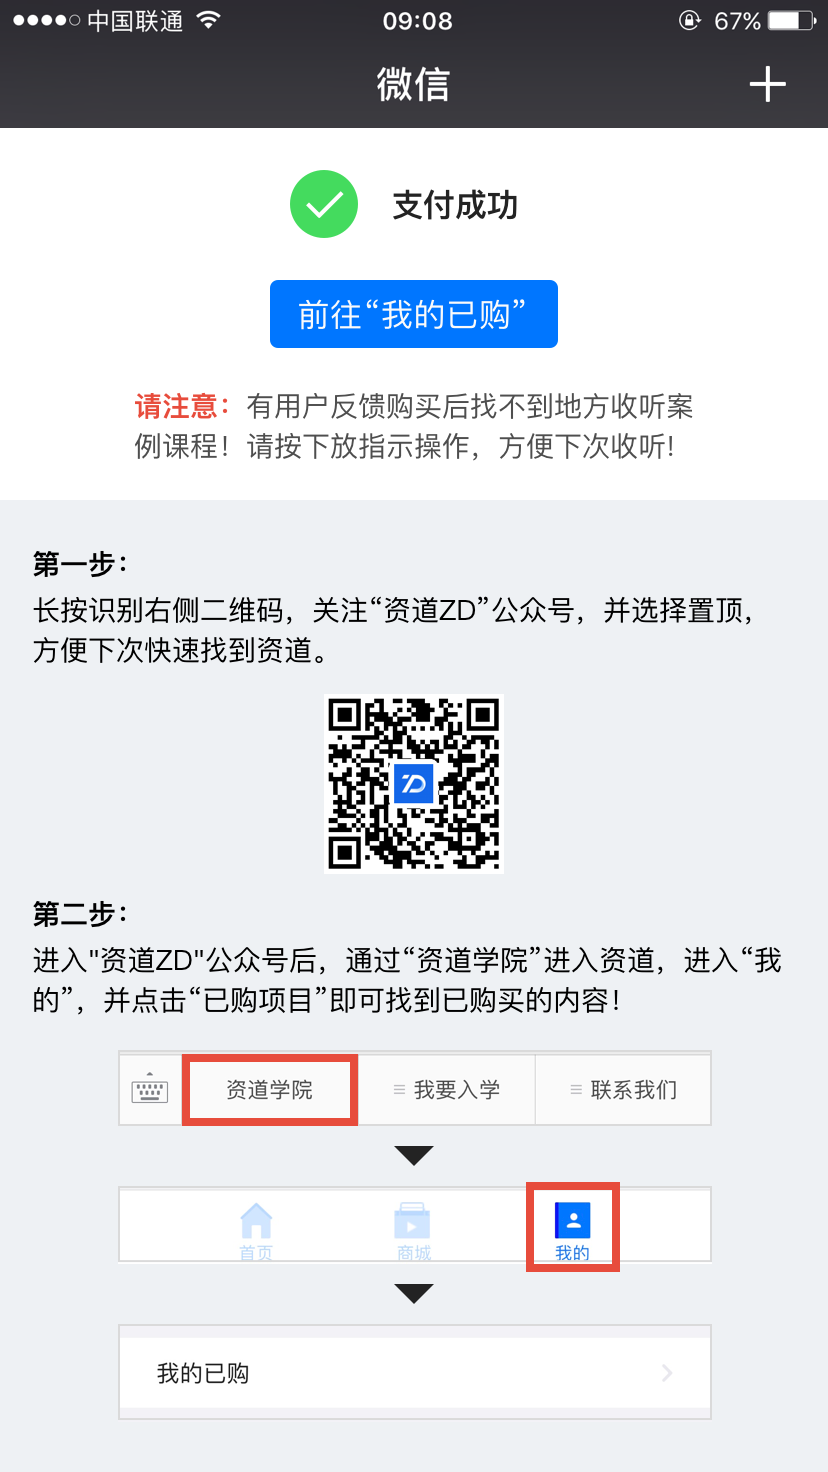 中国联通
09:08
67%
微信
支付成功
前往“我的已购”
请注意：有用户反馈购买后找不到地方收听案
例课程！请按下放指示操作，方便下次收听!
第一步：
长按识别右侧二维码，关注“资道ZD”公众号，并选择置顶，
方便下次快速找到资道。
ZD
第二步：
进入"资道ZD"公众号后，通过“资道学院”进入资道，进入“我
的”，并点击“已购项目”即可找到已购买的内容！
资道学院
我要入学
联系我们
首页
商城
我的
我的已购